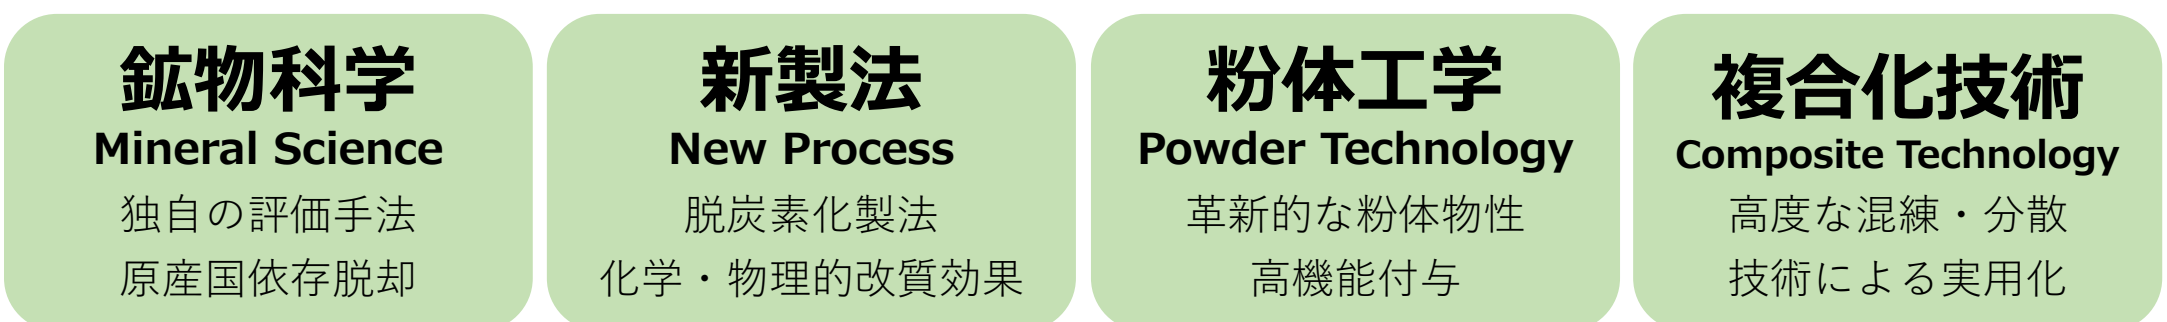 鉱物科学
Mineral Science
独自の評価手法
原産国依存脱却
新製法
New Process
脱炭素化製法
化学・物理的改質効果
粉体工学
Powder Technology
革新的な粉体物性
高機能付与
複合化技術
Composite Technology
高度な混練・分散
技術による実用化